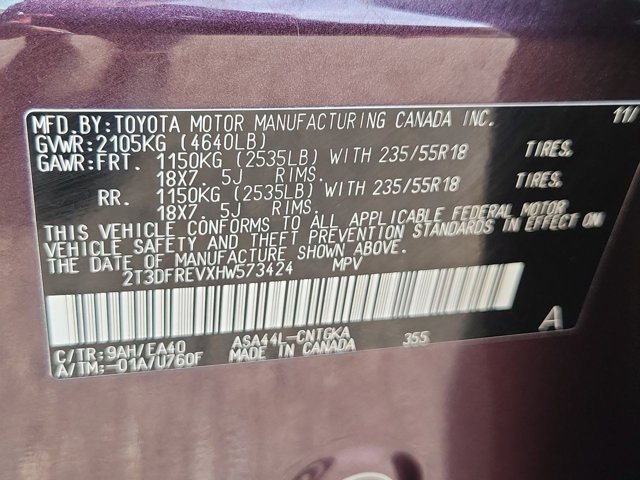 MFD.BY:TOYOTA MOTOR MANUFACTURING CANADA INC. 11/
GVWR:2105KG (4640LB)
GAWR:FRT. 1150KG (2535LB) WITH 235/55R18 TIRES.
18X7.5J RIMS.
RR. 1150KG (2535LB) WITH 235/55R18 TIRES.
18X7.5J RIMS.
THIS VEHICLE CONFORMS TO ALL APPLICABLE FEDERAL MOTOR
VEHICLE SAFETY AND THEFT PREVENTION STANDARDS IN EFFECT ON
THE DATE OF MANUFACTURE SHOWN ABOVE.
2T3DFREVXHW573424 MPV
A
C/TR:9AH/EA40 ASA44L-CNTGKA 355
A/TM:-01A/U760F MADE IN CANADA